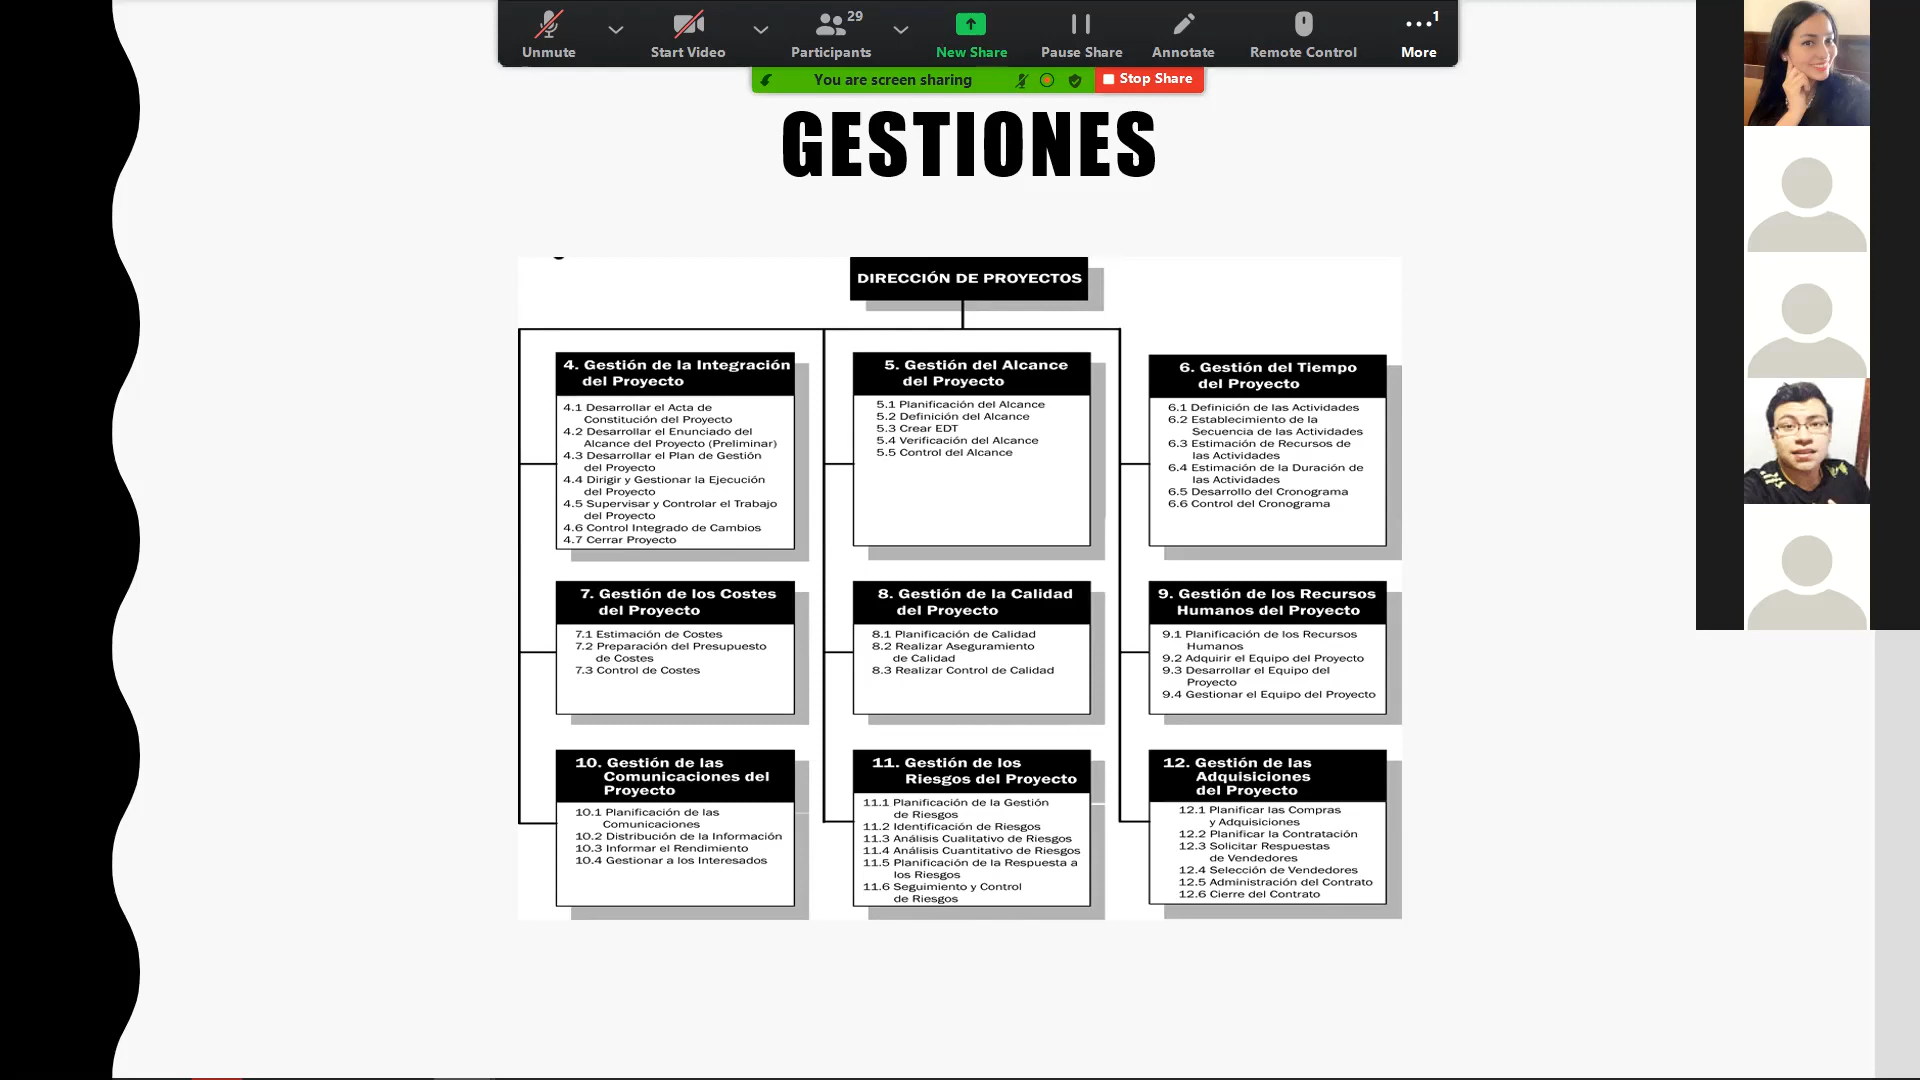 29
1
Unmute
Start Video
Participants
New Share
Pause Share
Annotate
Remote Control
More
You are screen sharing
Stop Share
GESTIONES
DIRECCIÓN DE PROYECTOS
4. Gestión de la Integración
del Proyecto
4.1 Desarrollar el Acta de
Constitución del Proyecto
4.2 Desarrollar el Enunciado del
Alcance del Proyecto (Preliminar)
4.3 Desarrollar el Plan de Gestión
del Proyecto
4.4 Dirigir y Gestionar la Ejecución
del Proyecto
4.5 Supervisar y Controlar el Trabajo
del Proyecto
4.6 Control Integrado de Cambios
4.7 Cerrar Proyecto
5. Gestión del Alcance
del Proyecto
5.1 Planificación del Alcance
5.2 Definición del Alcance
5.3 Crear EDT
5.4 Verificación del Alcance
5.5 Control del Alcance
6. Gestión del Tiempo
del Proyecto
6.1 Definición de las Actividades
6.2 Establecimiento de la
Secuencia de las Actividades
6.3 Estimación de Recursos de
las Actividades
6.4 Estimación de la Duración de
las Actividades
6.5 Desarrollo del Cronograma
6.6 Control del Cronograma
7. Gestión de los Costes
del Proyecto
7.1 Estimación de Costes
7.2 Preparación del Presupuesto
de Costes
7.3 Control de Costes
8. Gestión de la Calidad
del Proyecto
8.1 Planificación de Calidad
8.2 Realizar Aseguramiento
de Calidad
8.3 Realizar Control de Calidad
9. Gestión de los Recursos
Humanos del Proyecto
9.1 Planificación de los Recursos
Humanos
9.2 Adquirir el Equipo del Proyecto
9.3 Desarrollar el Equipo del
Proyecto
9.4 Gestionar el Equipo del Proyecto
10. Gestión de las
Comunicaciones del
Proyecto
10.1 Planificación de las
Comunicaciones
10.2 Distribución de la Información
10.3 Informar el Rendimiento
10.4 Gestionar a los Interesados
11. Gestión de los
Riesgos del Proyecto
11.1 Planificación de la Gestión
de Riesgos
11.2 Identificación de Riesgos
11.3 Análisis Cualitativo de Riesgos
11.4 Análisis Cuantitativo de Riesgos
11.5 Planificación de la Respuesta a
los Riesgos
11.6 Seguimiento y Control
de Riesgos
12. Gestión de las
Adquisiciones
del Proyecto
12.1 Planificar las Compras
y Adquisiciones
12.2 Planificar la Contratación
12.3 Solicitar Respuestas
de Vendedores
12.4 Selección de Vendedores
12.5 Administración del Contrato
12.6 Cierre del Contrato